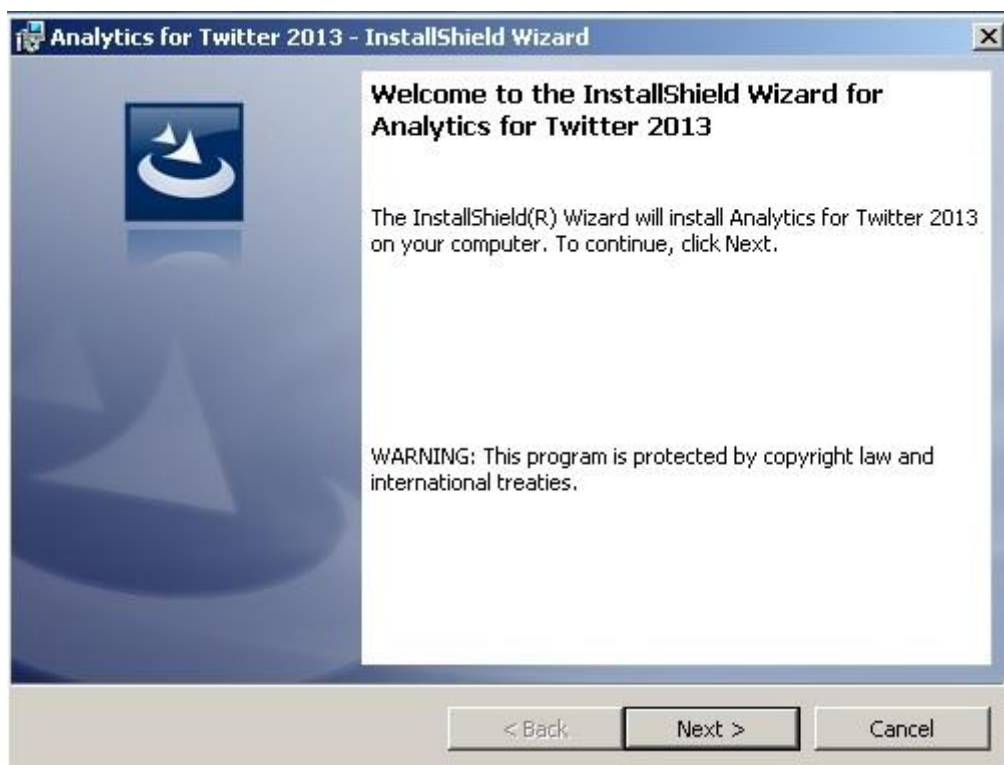 Analytics for Twitter 2013 - InstallShield Wizard
Welcome to the InstallShield Wizard for
Analytics for Twitter 2013
The InstallShield(R) Wizard will install Analytics for Twitter 2013
on your computer. To continue, click Next.
WARNING: This program is protected by copyright law and
international treaties.
< Back
Next >
Cancel